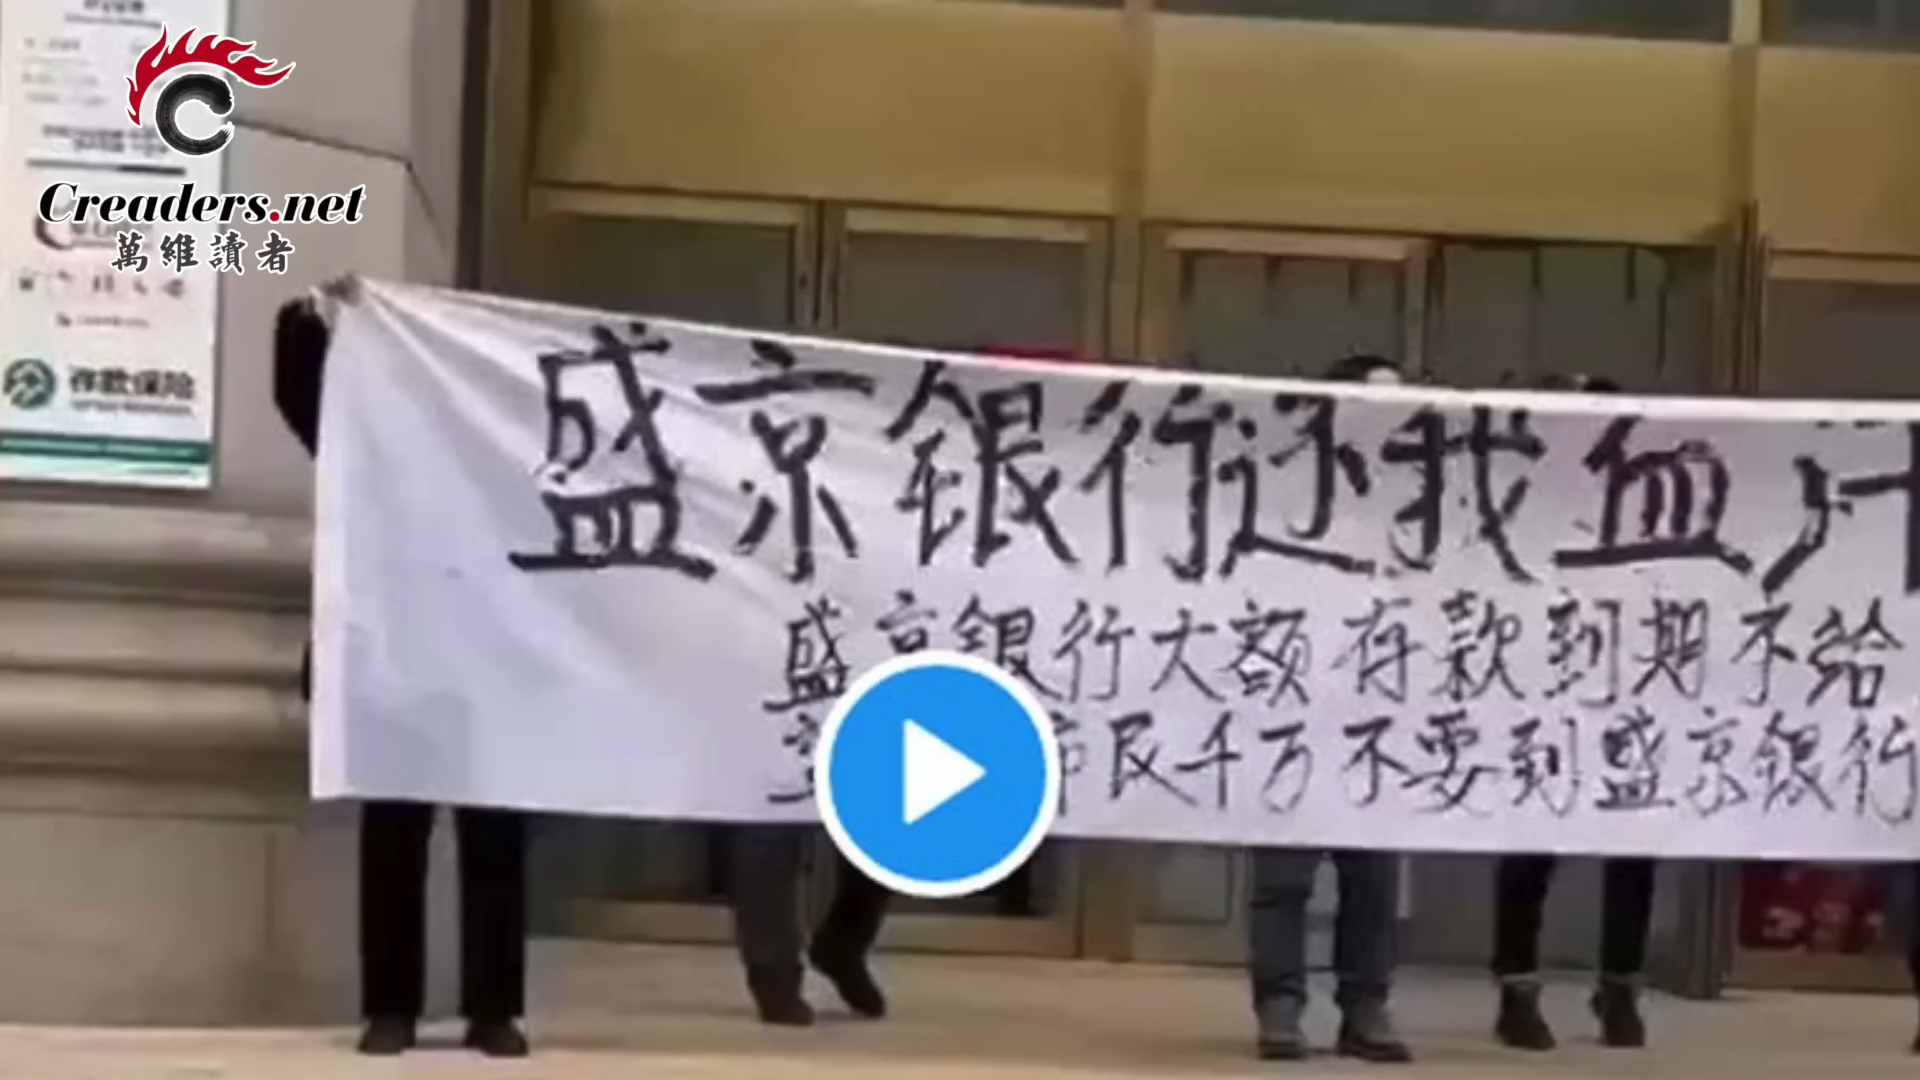 Creaders.net
萬維讀者
存款保险
盛京银行还我血汗
盛京银行大额存款到期不给
市民千万不要到盛京银行